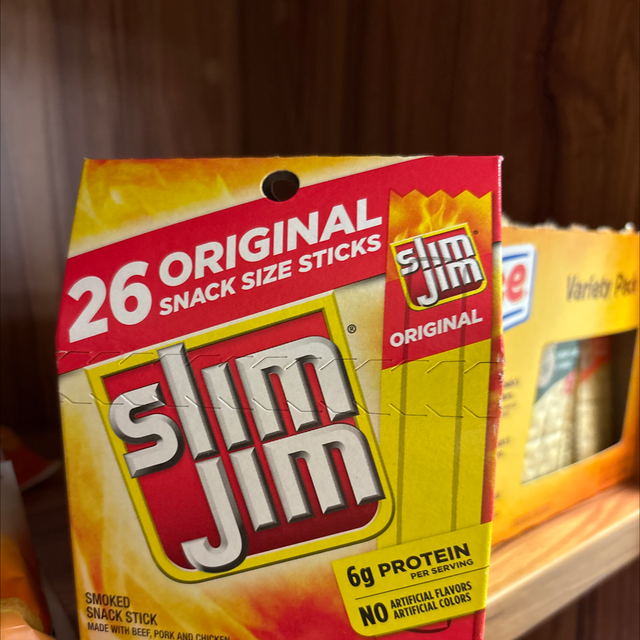 26 ORIGINAL
SNACK SIZE STICKS
slim
jim
®
slim
jim
ORIGINAL
6g PROTEIN
PER SERVING
NO ARTIFICIAL FLAVORS
ARTIFICIAL COLORS
SMOKED
SNACK STICK
MADE WITH BEEF, PORK AND CHICKEN
Variety Pack